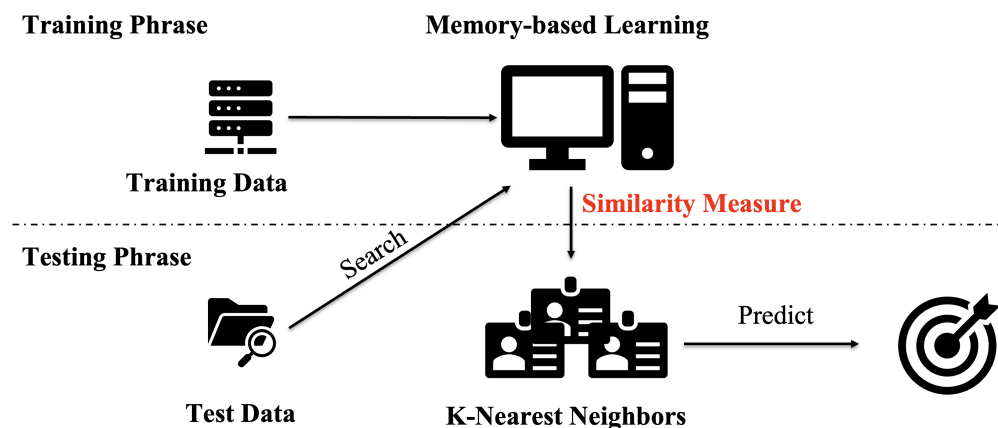 Training Phrase
Memory-based Learning
Training Data
Similarity Measure
Testing Phrase
Search
Predict
Test Data
K-Nearest Neighbors